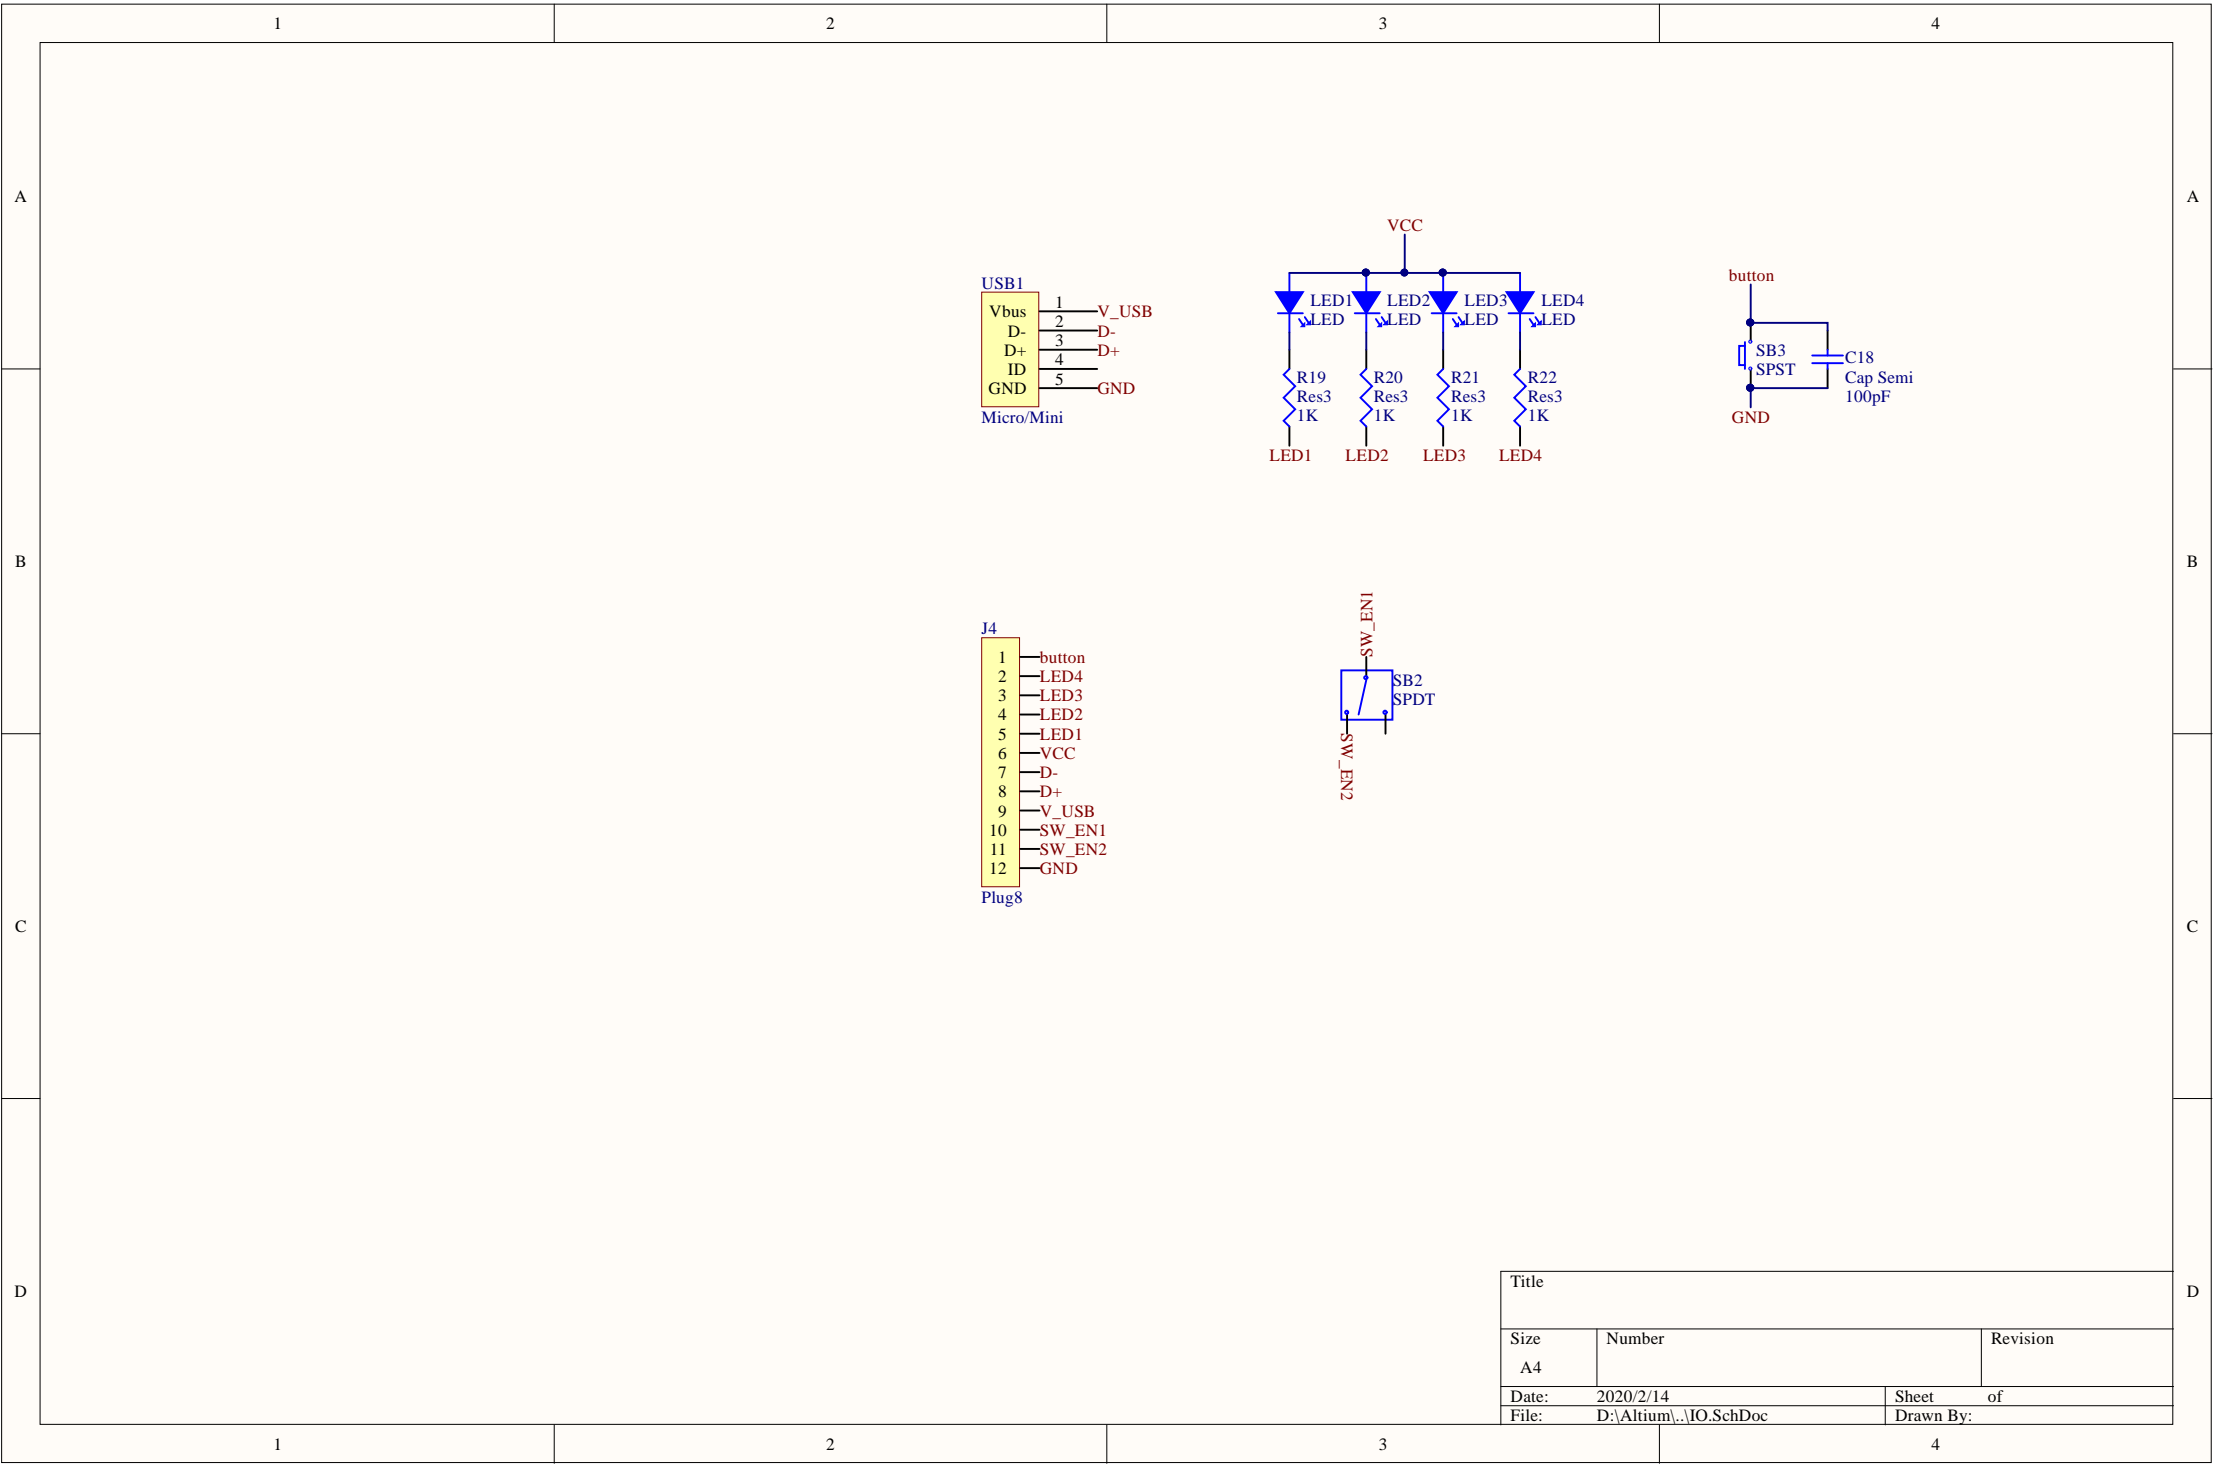 1 2 3 4
A A
B B
C C
D D
USB1
Vbus 1 V_USB
D- 2 D-
D+ 3 D+
ID 4
GND 5 GND
Micro/Mini
VCC
LED1 LED2 LED3 LED4
LED LED LED LED
R19 R20 R21 R22
Res3 Res3 Res3 Res3
1K 1K 1K 1K
LED1 LED2 LED3 LED4
button
SB3
SPST
C18
Cap Semi
100pF
GND
J4
1 button
2 LED4
3 LED3
4 LED2
5 LED1
6 VCC
7 D-
8 D+
9 V_USB
10 SW_EN1
11 SW_EN2
12 GND
Plug8
SW_EN1
SB2
SPDT
SW_EN2
Title
Size Number Revision
A4
Date: 2020/2/14 Sheet of
File: D:\Altium\..\IO.SchDoc Drawn By:
1 2 3 4